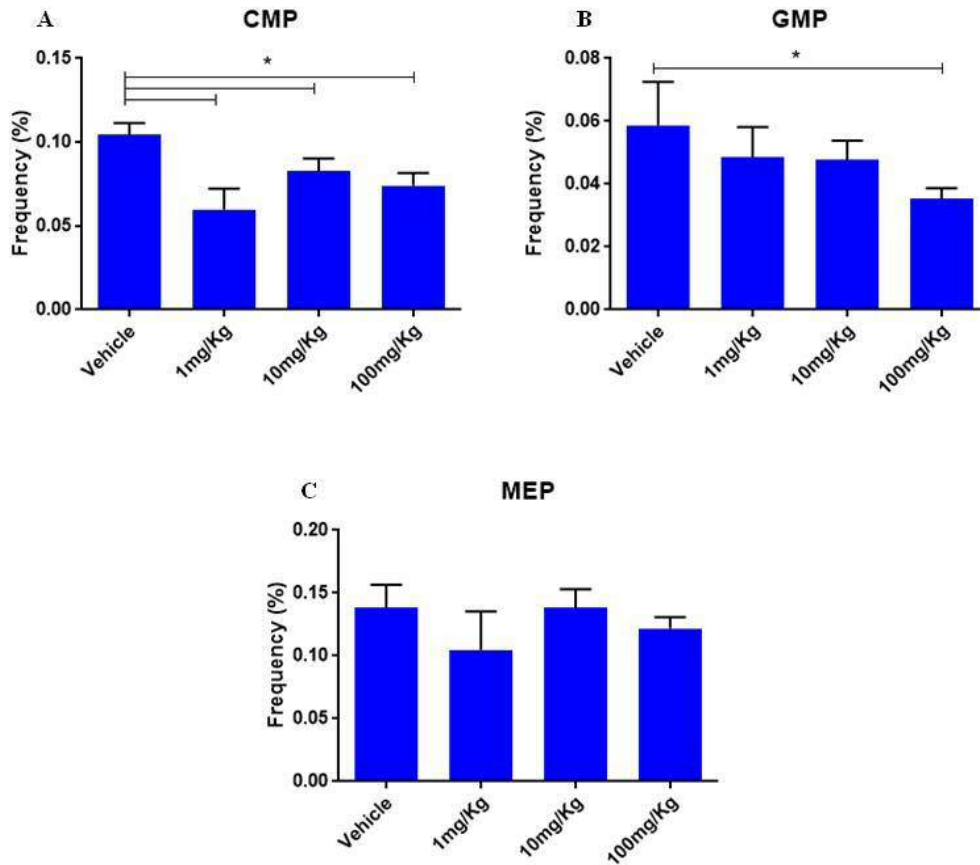 A
CMP
Frequency (%)
0.15
0.10
0.05
0.00
*
Vehicle
1mg/Kg
10mg/Kg
100mg/Kg
B
GMP
Frequency (%)
0.08
0.06
0.04
0.02
0.00
*
Vehicle
1mg/Kg
10mg/Kg
100mg/Kg
C
MEP
Frequency (%)
0.20
0.15
0.10
0.05
0.00
Vehicle
1mg/Kg
10mg/Kg
100mg/Kg